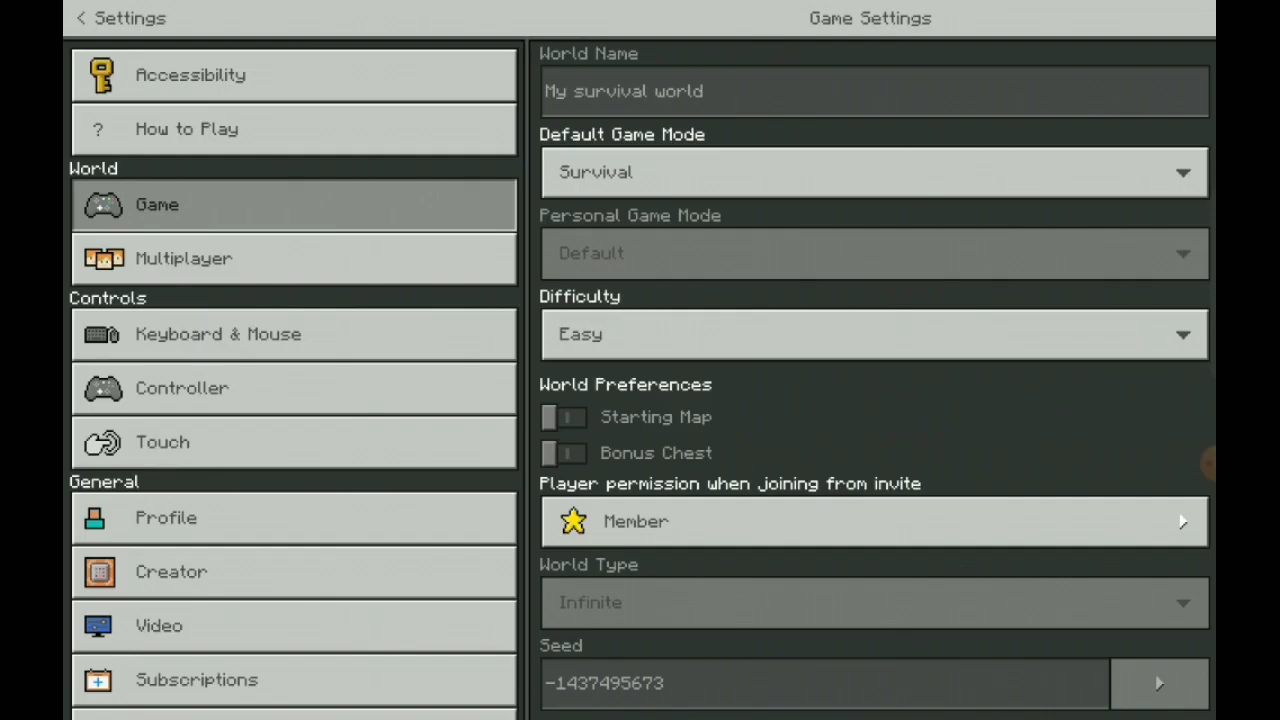 Settings
Game Settings
Accessibility
? How to Play
World
Game
Multiplayer
Controls
Keyboard & Mouse
Controller
Touch
General
Profile
Creator
Video
Subscriptions
World Name
My survival world
Default Game Mode
Survival
Personal Game Mode
Default
Difficulty
Easy
World Preferences
Starting Map
Bonus Chest
Player permission when joining from invite
Member
World Type
Infinite
Seed
-1437495673